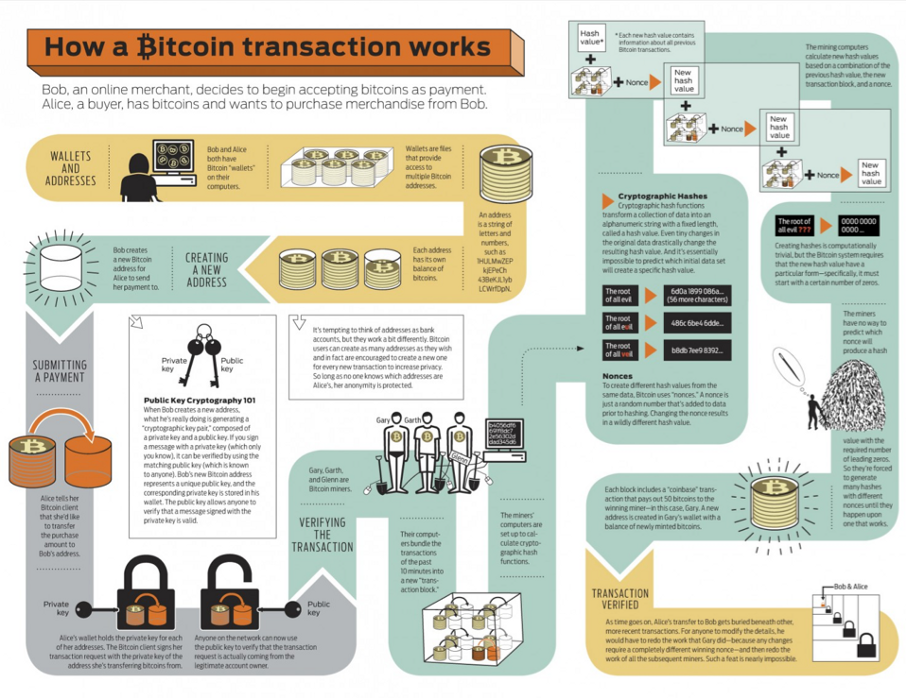 How a Bitcoin transaction works
Bob, an online merchant, decides to begin accepting bitcoins as payment.
Alice, a buyer, has bitcoins and wants to purchase merchandise from Bob.
WALLETS
AND
ADDRESSES
Bob and Alice
both have
Bitcoin "wallets"
on their
computers.
Wallets are files
that provide
access to
multiple Bitcoin
addresses.
An address
is a string of
letters and
numbers,
such as
1HULMwZEP
kjEPeCh
43BeKJL1yb
LCWrfDpN.
Each address
has its own
balance of
bitcoins.
CREATING
A NEW
ADDRESS
Bob creates
a new Bitcoin
address for
Alice to send
her payment to.
SUBMITTING
A PAYMENT
Alice tells her
Bitcoin client
that she'd like
to transfer
the purchase
amount to
Bob's address.
Private
key
Public
key
Public Key Cryptography 101
When Bob creates a new address,
what he's really doing is generating a
"cryptographic key pair," composed of
a private key and a public key. If you sign
a message with a private key (which only
you know), it can be verified by using the
matching public key (which is known
to anyone). Bob's new Bitcoin address
represents a unique public key, and the
corresponding private key is stored in his
wallet. The public key allows anyone to
verify that a message signed with the
private key is valid.
It's tempting to think of addresses as bank
accounts, but they work a bit differently. Bitcoin
users can create as many addresses as they wish
and in fact are encouraged to create a new one
for every new transaction to increase privacy.
So long as no one knows which addresses are
Alice's, her anonymity is protected.
Private
key
Public
key
Alice's wallet holds the private key for each
of her addresses. The Bitcoin client signs her
transaction request with the private key of the
address she's transferring bitcoins from.
Anyone on the network can now use
the public key to verify that the transaction
request is actually coming from the
legitimate account owner.
VERIFYING
THE
TRANSACTION
Gary Garth
Glenn
Gary, Garth,
and Glenn are
Bitcoin miners.
Their comput-
ers bundle the
transactions
of the past
10 minutes into
a new "trans-
action block."
The miners'
computers are
set up to cal-
culate crypto-
graphic hash
functions.
Hash
value*
* Each new hash value contains
information about all previous
Bitcoin transactions.
+ Nonce
New
hash
value
+
+ Nonce
New
hash
value
+
+ Nonce
New
hash
value
The mining computers
calculate new hash values
based on a combination of the
previous hash value, the new
transaction block, and a nonce.
Cryptographic Hashes
Cryptographic hash functions
transform a collection of data into an
alphanumeric string with a fixed length,
called a hash value. Even tiny changes in
the original data drastically change the
resulting hash value. And it's essentially
impossible to predict which initial data set
will create a specific hash value.
The root
of all evil
6d0a 1899 086a...
(56 more characters)
The root
of all euil
486c 6be4 6dde...
The root
of all veil
b8db 7ee9 8392...
Nonces
To create different hash values from the
same data, Bitcoin uses "nonces." A nonce is
just a random number that's added to data
prior to hashing. Changing the nonce results
in a wildly different hash value.
The root of
all evil ???
0000 0000
0000 ...
Creating hashes is computationally
trivial, but the Bitcoin system requires
that the new hash value have a
particular form—specifically, it must
start with a certain number of zeros.
The miners
have no way to
predict which
nonce will
produce a hash
value with the
required number
of leading zeros.
So they're forced
to generate
many hashes
with different
nonces until they
happen upon
one that works.
Each block includes a "coinbase" trans-
action that pays out 50 bitcoins to the
winning miner—in this case, Gary. A new
address is created in Gary's wallet with a
balance of newly minted bitcoins.
TRANSACTION
VERIFIED
Bob & Alice
As time goes on, Alice's transfer to Bob gets buried beneath other,
more recent transactions. For anyone to modify the details, he
would have to redo the work that Gary did—because any changes
require a completely different winning nonce—and then redo the
work of all the subsequent miners. Such a feat is nearly impossible.